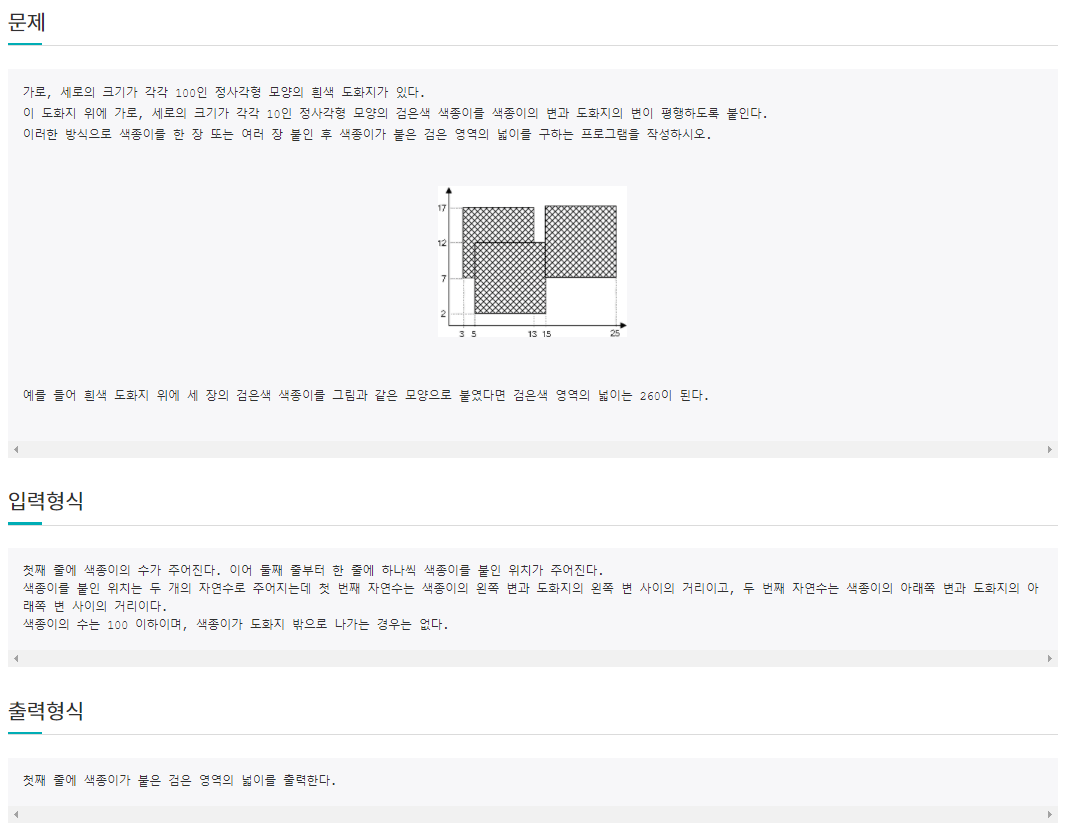 문제
가로, 세로의 크기가 각각 100인 정사각형 모양의 흰색 도화지가 있다.
이 도화지 위에 가로, 세로의 크기가 각각 10인 정사각형 모양의 검은색 색종이를 색종이의 변과 도화지의 변이 평행하도록 붙인다.
이러한 방식으로 색종이를 한 장 또는 여러 장 붙인 후 색종이가 붙은 검은 영역의 넓이를 구하는 프로그램을 작성하시오.
17
12
7
2
3 5 13 15 25
예를 들어 흰색 도화지 위에 세 장의 검은색 색종이를 그림과 같은 모양으로 붙였다면 검은색 영역의 넓이는 260이 된다.
입력형식
첫째 줄에 색종이의 수가 주어진다. 이어 둘째 줄부터 한 줄에 하나씩 색종이를 붙인 위치가 주어진다.
색종이를 붙인 위치는 두 개의 자연수로 주어지는데 첫 번째 자연수는 색종이의 왼쪽 변과 도화지의 왼쪽 변 사이의 거리이고, 두 번째 자연수는 색종이의 아래쪽 변과 도화지의 아
래쪽 변 사이의 거리이다.
색종이의 수는 100 이하이며, 색종이가 도화지 밖으로 나가는 경우는 없다.
출력형식
첫째 줄에 색종이가 붙은 검은 영역의 넓이를 출력한다.